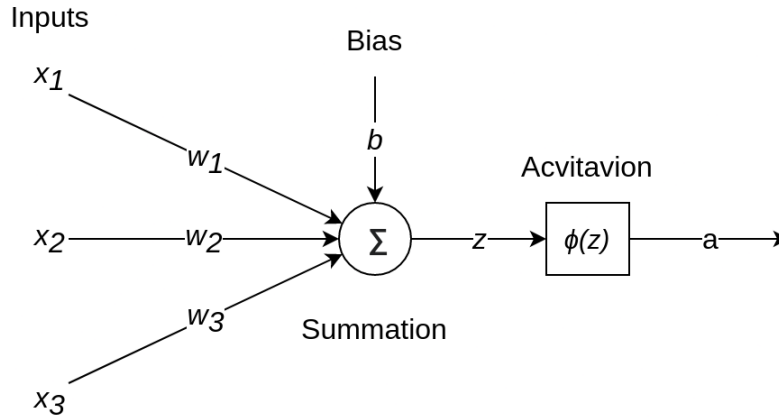 Inputs
Bias
x1
b
w1
Acvitavion
x2
w2
Σ
z
ϕ(z)
a
w3
Summation
x3